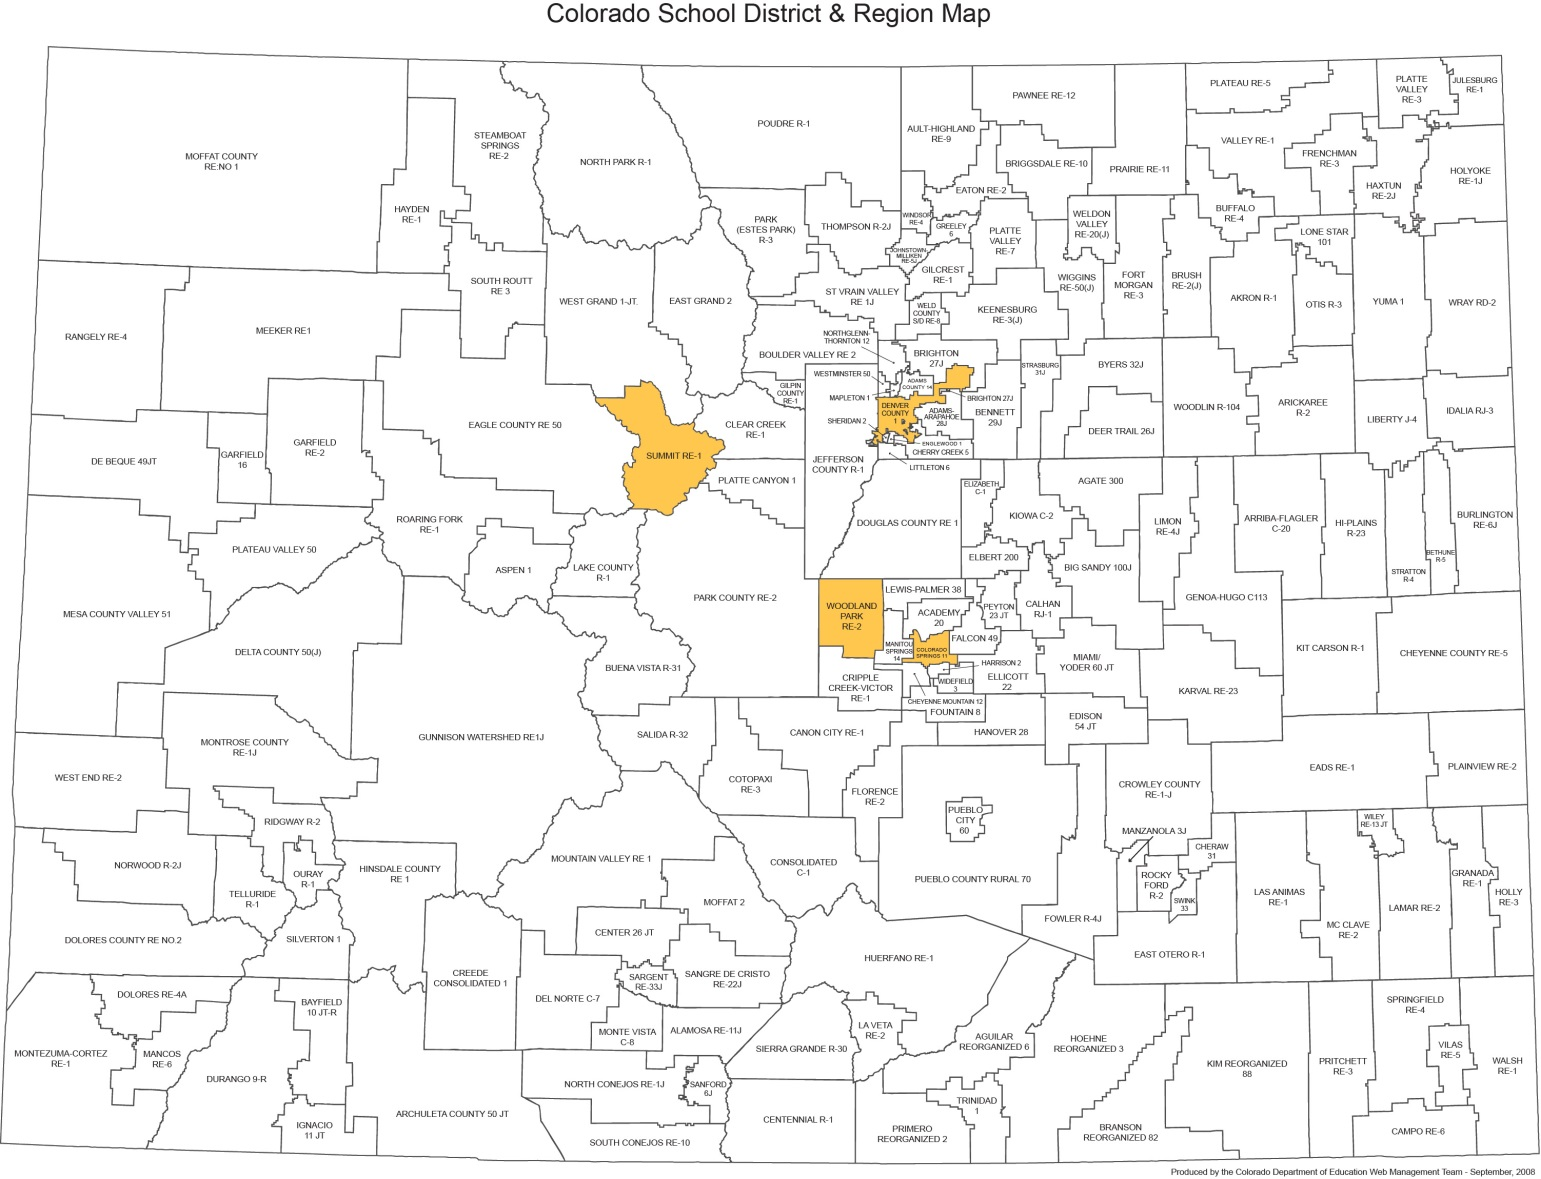 Colorado School District & Region Map
PLATEAU RE-5
PLATTE
VALLEY
RE-3
JULESBURG
RE-1
PAWNEE RE-12
POUDRE R-1
AULT-HIGHLAND
RE-9
STEAMBOAT
SPRINGS
RE-2
MOFFAT COUNTY
RE:NO 1
NORTH PARK R-1
BRIGGSDALE RE-10
PRAIRIE RE-11
VALLEY RE-1
FRENCHMAN
RE-3
HAXTUN
RE-2J
HOLYOKE
RE-1J
HAYDEN
RE-1
EATON RE-2
PARK
(ESTES PARK)
R-3
THOMPSON R-2J
WINDSOR
RE-4
GREELEY
6
PLATTE
VALLEY
RE-7
WELDON
VALLEY
RE-20(J)
BUFFALO
RE-4
LONE STAR
101
JOHNSTOWN-
MILLIKEN
RE-5J
GILCREST
RE-1
SOUTH ROUTT
RE 3
WEST GRAND 1-JT.
EAST GRAND 2
ST VRAIN VALLEY
RE 1J
WELD
COUNTY
S/D RE-8
KEENESBURG
RE-3(J)
WIGGINS
RE-50(J)
FORT
MORGAN
RE-3
BRUSH
RE-2(J)
AKRON R-1
OTIS R-3
YUMA 1
WRAY RD-2
RANGELY RE-4
MEEKER RE1
NORTHGLENN-
THORNTON 12
BOULDER VALLEY RE 2
BRIGHTON
27J
STRASBURG
31J
BYERS 32J
WESTMINSTER 50
ADAMS
COUNTY 14
GILPIN
COUNTY
RE-1
MAPLETON 1
BRIGHTON 27J
DENVER
COUNTY
1
ADAMS-
ARAPAHOE
28J
BENNETT
29J
WOODLIN R-104
ARICKAREE
R-2
LIBERTY J-4
IDALIA RJ-3
EAGLE COUNTY RE 50
CLEAR CREEK
RE-1
SHERIDAN 2
DEER TRAIL 26J
GARFIELD
RE-2
GARFIELD
16
DE BEQUE 49JT
SUMMIT RE-1
ENGLEWOOD 1
CHERRY CREEK 5
JEFFERSON
COUNTY R-1
LITTLETON 6
PLATTE CANYON 1
ELIZABETH
C-1
AGATE 300
ROARING FORK
RE-1
DOUGLAS COUNTY RE 1
KIOWA C-2
LIMON
RE-4J
ARRIBA-FLAGLER
C-20
HI-PLAINS
R-23
BURLINGTON
RE-6J
PLATEAU VALLEY 50
ELBERT 200
BETHUNE
R-5
STRATTON
R-4
ASPEN 1
LAKE COUNTY
R-1
BIG SANDY 100J
LEWIS-PALMER 38
PARK COUNTY RE-2
GENOA-HUGO C113
MESA COUNTY VALLEY 51
WOODLAND
PARK
RE-2
ACADEMY
20
PEYTON
23 JT
CALHAN
RJ-1
FALCON 49
MANITOU
SPRINGS
14
COLORADO
SPRINGS 11
DELTA COUNTY 50(J)
BUENA VISTA R-31
HARRISON 2
MIAMI/
YODER 60 JT
KIT CARSON R-1
CHEYENNE COUNTY RE-5
CRIPPLE
CREEK-VICTOR
RE-1
WIDEFIELD
3
ELLICOTT
22
KARVAL RE-23
CHEYENNE MOUNTAIN 12
FOUNTAIN 8
EDISON
54 JT
HANOVER 28
MONTROSE COUNTY
RE-1J
GUNNISON WATERSHED RE1J
SALIDA R-32
CANON CITY RE-1
WEST END RE-2
COTOPAXI
RE-3
FLORENCE
RE-2
CROWLEY COUNTY
RE-1-J
EADS RE-1
PLAINVIEW RE-2
RIDGWAY R-2
PUEBLO
CITY
60
WILEY
RE-13 JT
MANZANOLA 3J
CHERAW
31
NORWOOD R-2J
OURAY
R-1
HINSDALE COUNTY
RE 1
MOUNTAIN VALLEY RE 1
CONSOLIDATED
C-1
PUEBLO COUNTY RURAL 70
ROCKY
FORD
R-2
SWINK
33
GRANADA
RE-1
HOLLY
RE-3
TELLURIDE
R-1
MOFFAT 2
LAS ANIMAS
RE-1
LAMAR RE-2
FOWLER R-4J
MC CLAVE
RE-2
DOLORES COUNTY RE NO.2
SILVERTON 1
CENTER 26 JT
EAST OTERO R-1
HUERFANO RE-1
CREEDE
CONSOLIDATED 1
SARGENT
RE-33J
SANGRE DE CRISTO
RE-22J
DOLORES RE-4A
BAYFIELD
10 JT-R
DEL NORTE C-7
SPRINGFIELD
RE-4
MONTE VISTA
C-8
ALAMOSA RE-11J
LA VETA
RE-2
AGUILAR
REORGANIZED 6
HOEHNE
REORGANIZED 3
MONTEZUMA-CORTEZ
RE-1
MANCOS
RE-6
SIERRA GRANDE R-30
KIM REORGANIZED
88
PRITCHETT
RE-3
VILAS
RE-5
WALSH
RE-1
DURANGO 9-R
NORTH CONEJOS RE-1J
SANFORD
6J
TRINIDAD
1
ARCHULETA COUNTY 50 JT
CENTENNIAL R-1
IGNACIO
11 JT
PRIMERO
REORGANIZED 2
BRANSON
REORGANIZED 82
CAMPO RE-6
SOUTH CONEJOS RE-10
Produced by the Colorado Department of Education Web Management Team - September, 2008